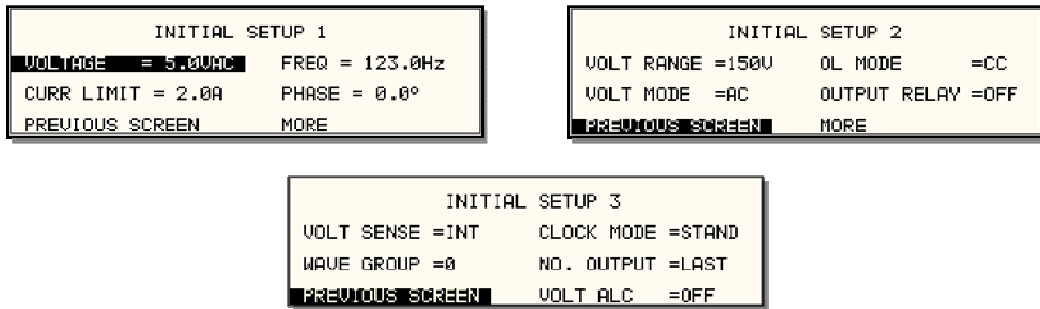 INITIAL SETUP 1
VOLTAGE = 5.0VAC FREQ = 123.0Hz
CURR LIMIT = 2.0A PHASE = 0.0°
PREVIOUS SCREEN MORE
INITIAL SETUP 2
VOLT RANGE =150V OL MODE =CC
VOLT MODE =AC OUTPUT RELAY =OFF
PREVIOUS SCREEN MORE
INITIAL SETUP 3
VOLT SENSE =INT CLOCK MODE =STAND
WAVE GROUP =0 NO. OUTPUT =LAST
PREVIOUS SCREEN VOLT ALC =OFF